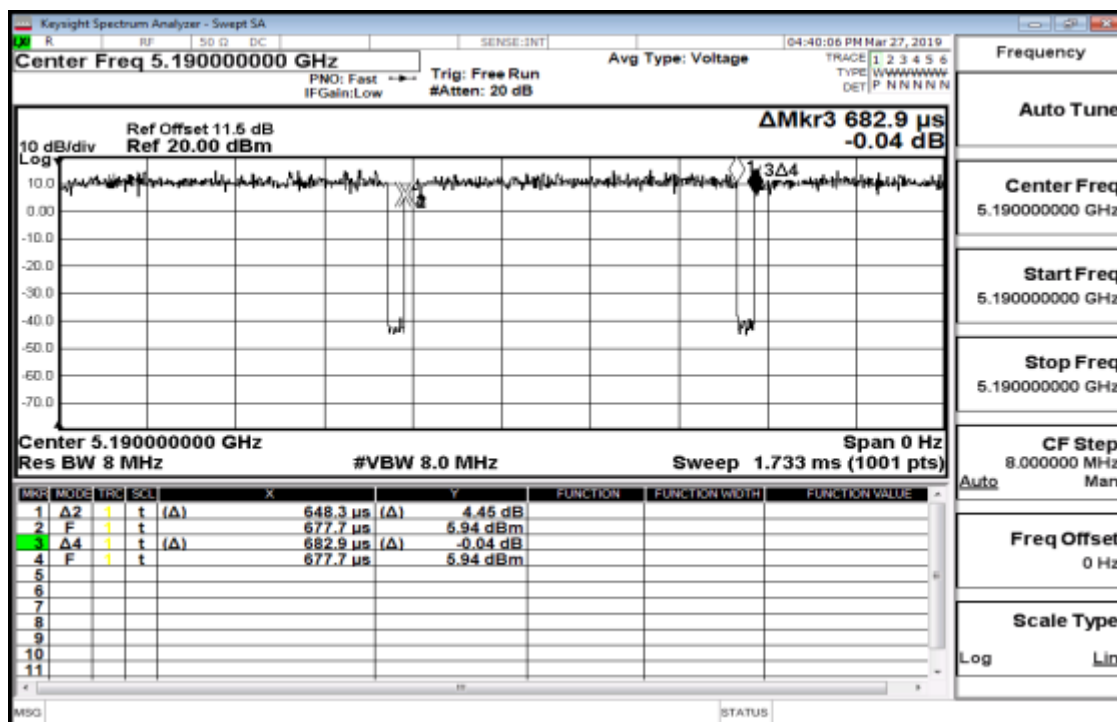 Keysight Spectrum Analyzer - Swept SA
LXI R RF 50 Ω DC SENSE:INT 04:40:06 PM Mar 27, 2019
Center Freq 5.190000000 GHz
PNO: Fast
IFGain:Low
Trig: Free Run
#Atten: 20 dB
Avg Type: Voltage
TRACE 1 2 3 4 5 6
TYPE WWWWWW
DET P NNNNN
Ref Offset 11.5 dB
ΔMkr3 682.9 µs
10 dB/div Ref 20.00 dBm
-0.04 dB
Log
1 3Δ4
10.0
0.00
-10.0
-20.0
-30.0
-40.0
-50.0
-60.0
-70.0
Center 5.190000000 GHz Span 0 Hz
Res BW 8 MHz #VBW 8.0 MHz Sweep 1.733 ms (1001 pts)
MKR MODE TRC SCL X Y FUNCTION FUNCTION WIDTH FUNCTION VALUE
1 Δ2 1 t (Δ) 648.3 µs (Δ) 4.45 dB
2 F 1 t 677.7 µs 5.94 dBm
3 Δ4 1 t (Δ) 682.9 µs (Δ) -0.04 dB
4 F 1 t 677.7 µs 5.94 dBm
5
6
7
8
9
10
11
MSG STATUS
Frequency
Auto Tune
Center Freq
5.190000000 GHz
Start Freq
5.190000000 GHz
Stop Freq
5.190000000 GHz
CF Step
8.000000 MHz
Auto Man
Freq Offset
0 Hz
Scale Type
Log Lin